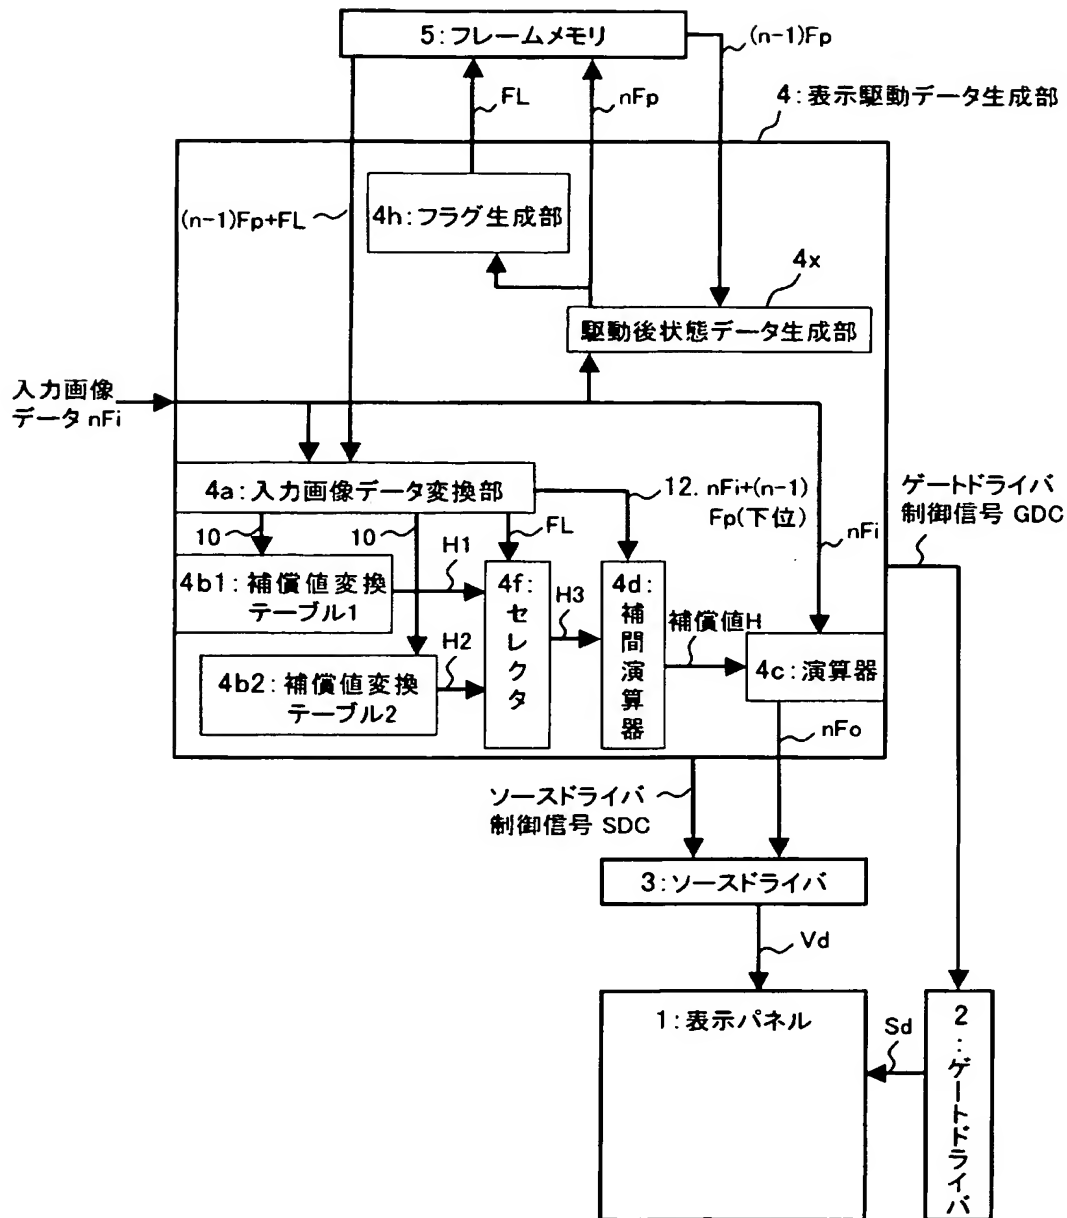 5:フレームメモリ
(n-1)Fp
FL
nFp
4:表示駆動データ生成部
(n-1)Fp+FL
4h:フラグ生成部
4x
駆動後状態データ生成部
入力画像
データ nFi
4a:入力画像データ変換部
12. nFi+(n-1)
Fp(下位)
ゲートドライバ
制御信号 GDC
10
10
FL
nFi
H1
4b1:補償値変換
テーブル1
4f:
セレクタ
H3
4d:
補間演算器
補償値H
H2
4c:演算器
4b2:補償値変換
テーブル2
nFo
ソースドライバ
制御信号 SDC
3:ソースドライバ
Vd
1:表示パネル
Sd
2:ゲートドライバ